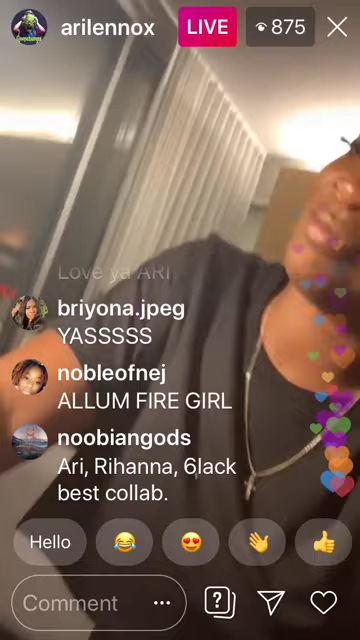 arilennox
LIVE
875
Love ya ARI
briyona.jpeg
YASSSSS
nobleofnej
ALLUM FIRE GIRL
noobiangods
Ari, Rihanna, 6lack
best collab.
Hello
Comment